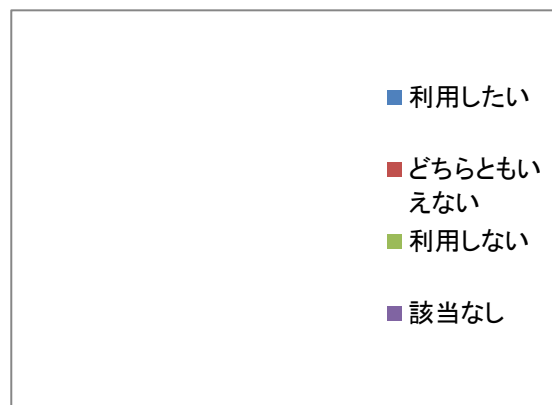 利用したい
どちらともい
えない
利用しない
該当なし